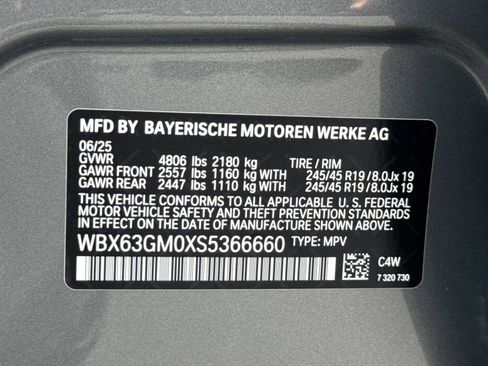 MFD BY BAYERISCHE MOTOREN WERKE AG
06/25
GVWR 4806 lbs 2180 kg TIRE / RIM
GAWR FRONT 2557 lbs 1160 kg 245/45 R19 / 8.0Jx 19
GAWR REAR 2447 lbs 1110 kg 245/45 R19 / 8.0Jx 19
THIS VEHICLE CONFORMS TO ALL APPLICABLE U. S. FEDERAL
MOTOR VEHICLE SAFETY AND THEFT PREVENTION STANDARDS
IN EFFECT ON THE DATE OF MANUFACTURE SHOWN ABOVE.
WBX63GM0XS5366660 TYPE: MPV
C4W
7 320 730